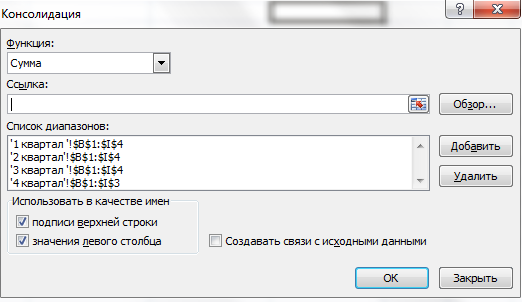 Консолидация
Функция:
Сумма
Ссылка:
Обзор...
Список диапазонов:
'1 квартал '!$B$1:$I$4
'2 квартал'!$B$1:$I$4
'3 квартал '!$B$1:$I$4
'4 квартал'!$B$1:$I$3
Добавить
Удалить
Использовать в качестве имен
подписи верхней строки
значения левого столбца
Создавать связи с исходными данными
ОК
Закрыть